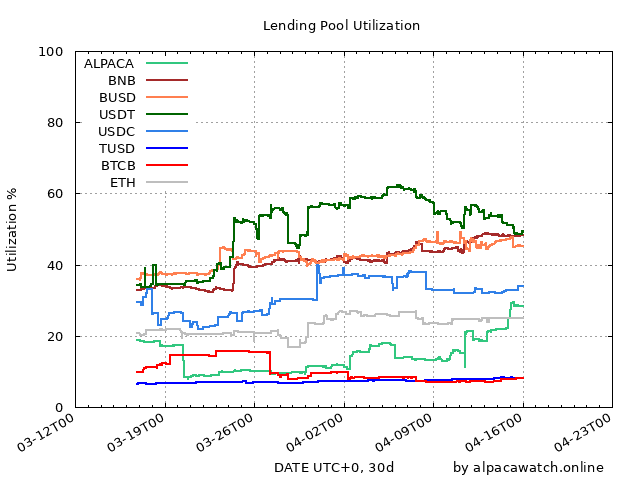 Lending Pool Utilization
100
80
60
40
20
0
Utilization %
ALPACA
BNB
BUSD
USDT
USDC
TUSD
BTCB
ETH
03-12T00
03-19T00
03-26T00
04-02T00
04-09T00
04-16T00
04-23T00
DATE UTC+0, 30d
by alpacawatch.online